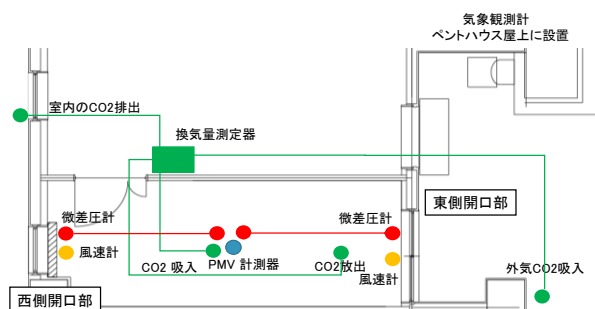 気象観測計
ペントハウス屋上に設置
室内のCO2排出
換気量測定器
東側開口部
微差圧計
微差圧計
風速計
CO2 吸入
PMV 計測器
CO2放出
風速計
外気CO2吸入
西側開口部